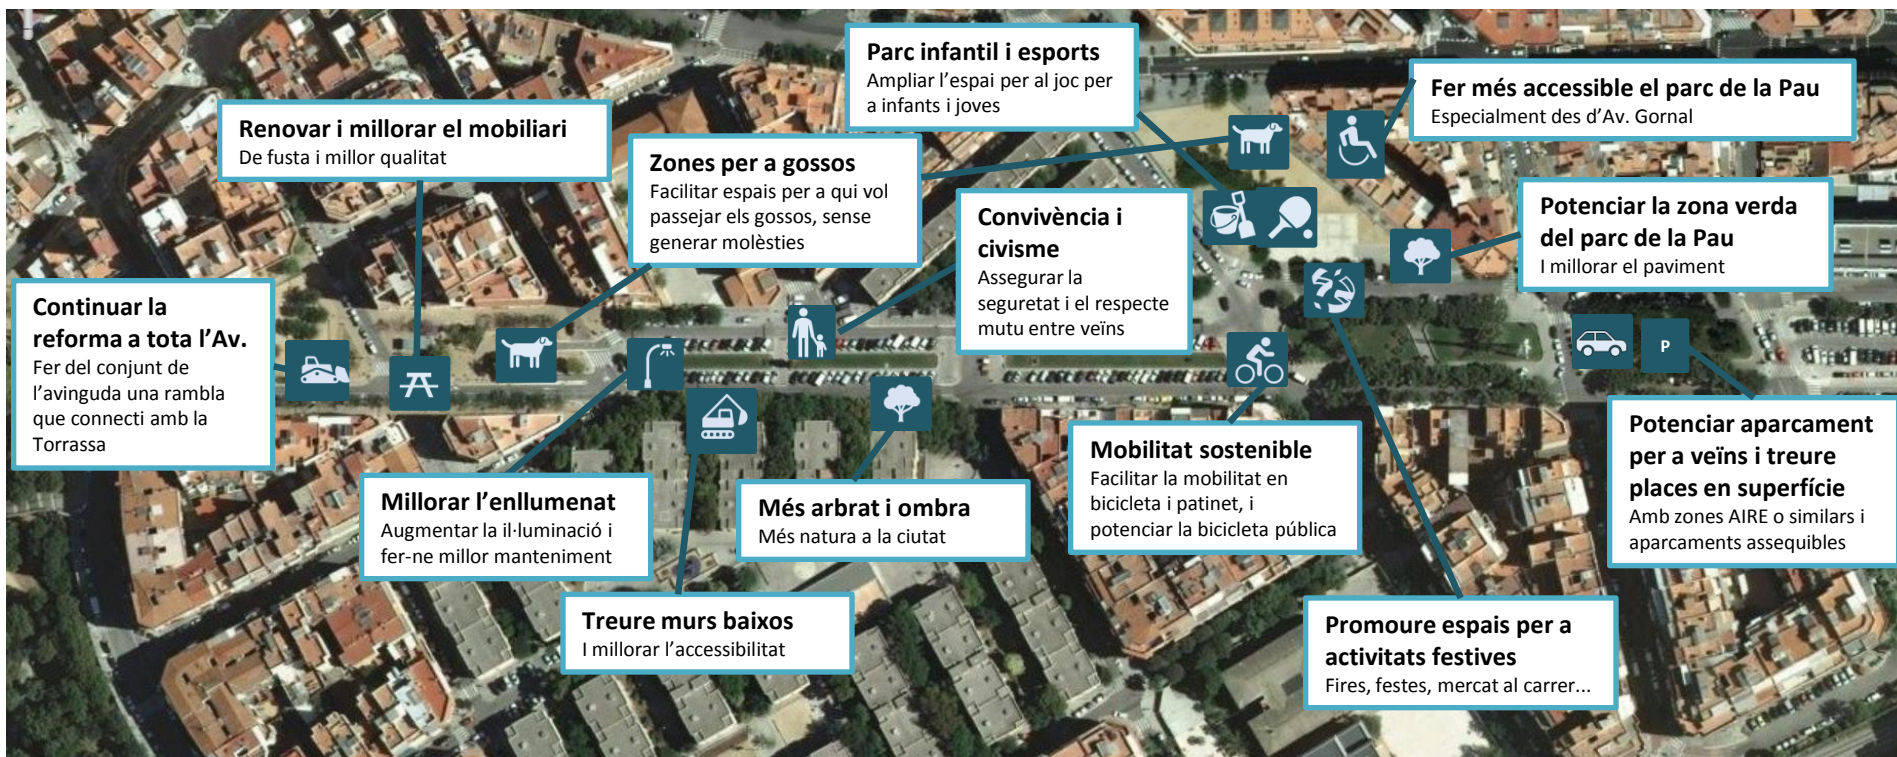 Parc infantil i esports
Ampliar l’espai per al joc per
a infants i joves
Fer més accessible el parc de la Pau
Especialment des d’Av. Gornal
Renovar i millorar el mobiliari
De fusta i millor qualitat
Zones per a gossos
Facilitar espais per a qui vol
passejar els gossos, sense
generar molèsties
Convivència i
civisme
Assegurar la
seguretat i el respecte
mutu entre veïns
Potenciar la zona verda
del parc de la Pau
I millorar el paviment
Continuar la
reforma a tota l’Av.
Fer del conjunt de
l’avinguda una rambla
que connecti amb la
Torrassa
P
Millorar l’enllumenat
Augmentar la il·luminació i
fer-ne millor manteniment
Més arbrat i ombra
Més natura a la ciutat
Mobilitat sostenible
Facilitar la mobilitat en
bicicleta i patinet, i
potenciar la bicicleta pública
Potenciar aparcament
per a veïns i treure
places en superfície
Amb zones AIRE o similars i
aparcaments assequibles
Treure murs baixos
I millorar l’accessibilitat
Promoure espais per a
activitats festives
Fires, festes, mercat al carrer...